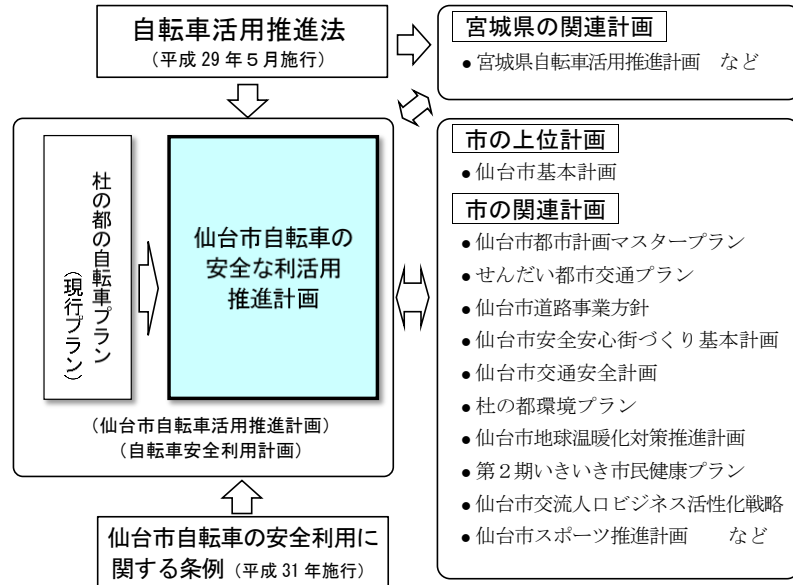 自転車活用推進法
（平成 29 年５月施行）
宮城県の関連計画
●宮城県自転車活用推進計画　など
杜の都の自転車プラン
（現行プラン）
仙台市自転車の
安全な利活用
推進計画
（仙台市自転車活用推進計画）
（自転車安全利用計画）
仙台市自転車の安全利用に
関する条例（平成 31 年施行）
市の上位計画
●仙台市基本計画
市の関連計画
●仙台市都市計画マスタープラン
●せんだい都市交通プラン
●仙台市道路事業方針
●仙台市安全安心街づくり基本計画
●仙台市交通安全計画
●杜の都環境プラン
●仙台市地球温暖化対策推進計画
●第２期いきいき市民健康プラン
●仙台市交流人口ビジネス活性化戦略
●仙台市スポーツ推進計画　　など